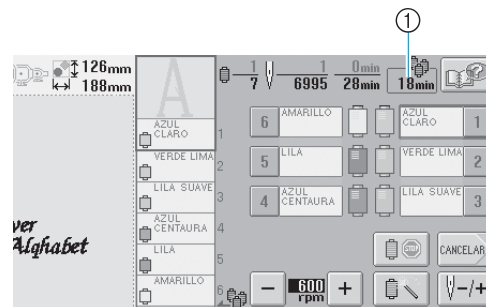 1
126mm
188mm
1
7
1
6995
0min
28min
18min
A
AZUL CLARO
1
VERDE LIMA
2
LILA SUAVE
3
AZUL CENTAURA
4
LILA
5
AMARILLO
6
6
AMARILLO
AZUL CLARO
1
5
LILA
VERDE LIMA
2
4
AZUL CENTAURA
LILA SUAVE
3
ver
Alqhabet
CANCELAR
−
600 rpm
+
−/+